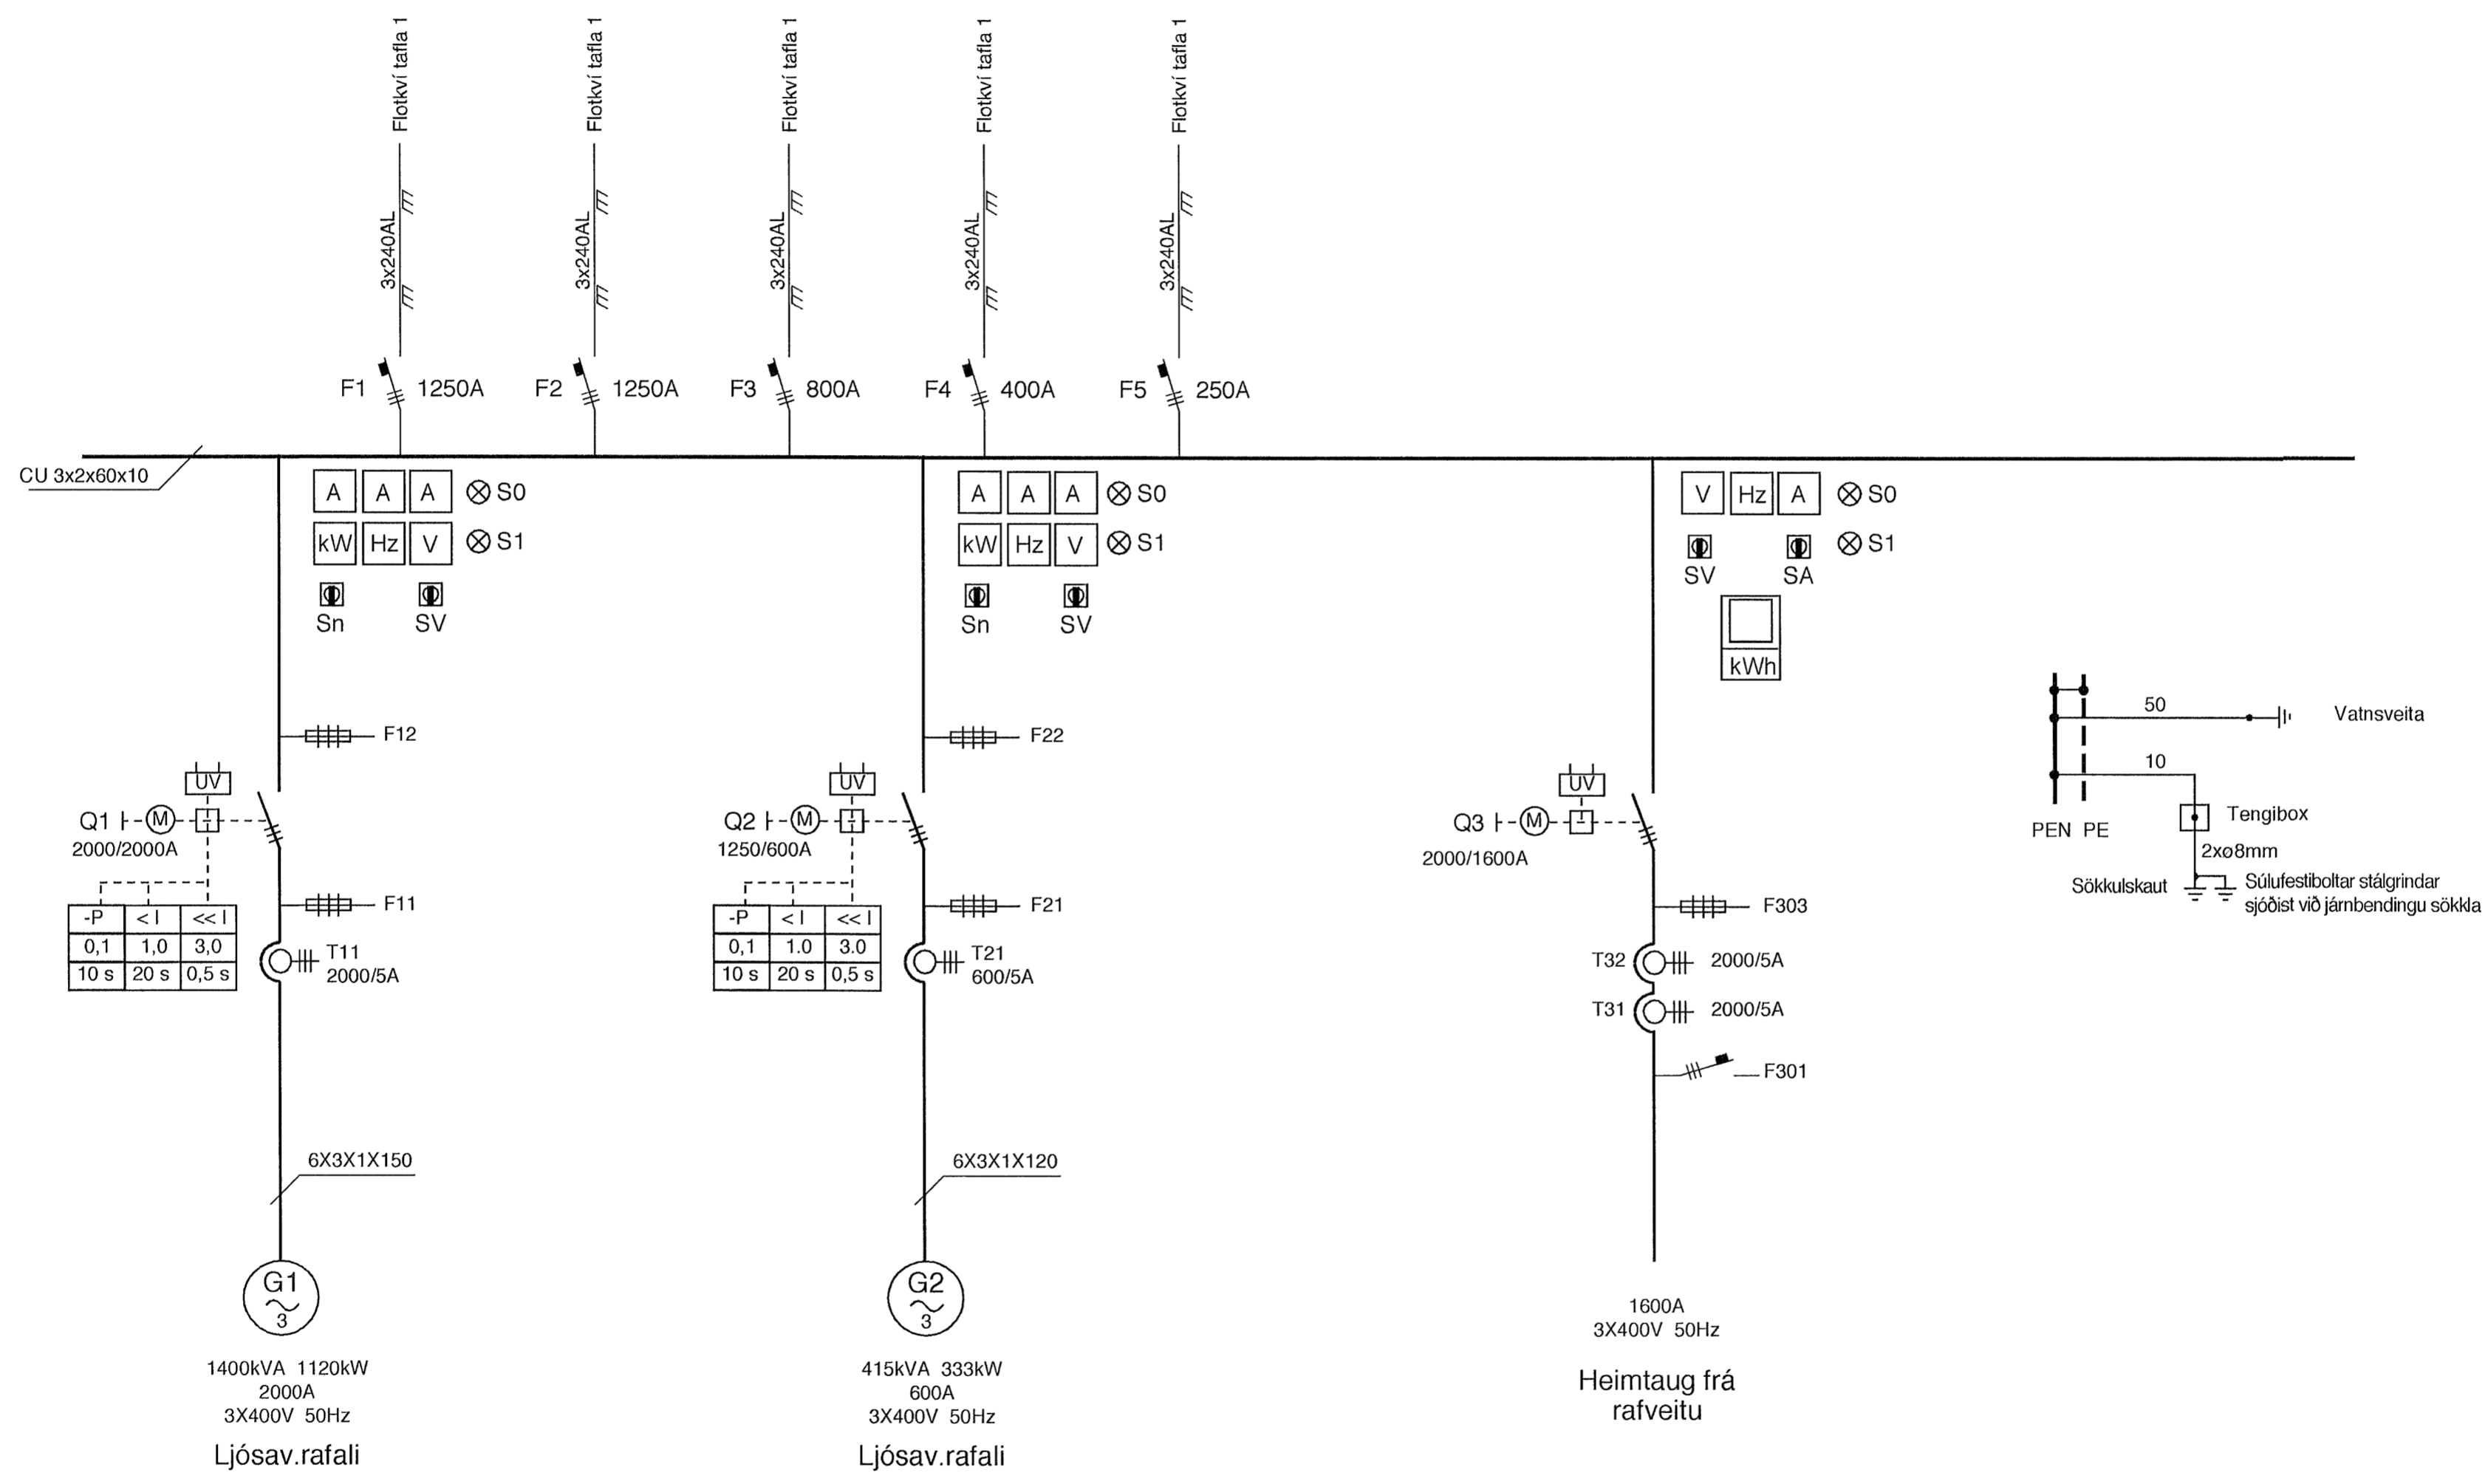 Flotkví tafla 1
Flotkví tafla 1
Flotkví tafla 1
Flotkví tafla 1
Flotkví tafla 1
3x240AL
3x240AL
3x240AL
3x240AL
3x240AL
F1 1250A
F2 1250A
F3 800A
F4 400A
F5 250A
CU 3x2x60x10
A A A S0
kW Hz V S1
Sn SV
F12
UV
Q1 M
2000/2000A
F11
-P < I << I
0,1 1,0 3,0
10 s 20 s 0,5 s
T11
2000/5A
6X3X1X150
G1
3
1400kVA 1120kW
2000A
3X400V 50Hz
Ljósav.rafali
A A A S0
kW Hz V S1
Sn SV
F22
UV
Q2 M
1250/600A
F21
-P < I << I
0,1 1.0 3.0
10 s 20 s 0,5 s
T21
600/5A
6X3X1X120
G2
3
415kVA 333kW
600A
3X400V 50Hz
Ljósav.rafali
V Hz A S0
S1
SV SA
kWh
UV
Q3 M
2000/1600A
F303
T32 2000/5A
T31 2000/5A
F301
1600A
3X400V 50Hz
Heimtaug frá
rafveitu
50
Vatnsveita
10
PEN PE
Tengibox
2xø8mm
Sökkulskaut
Súlufestiboltar stálgrindar
sjóðist við járnbendingu sökkla